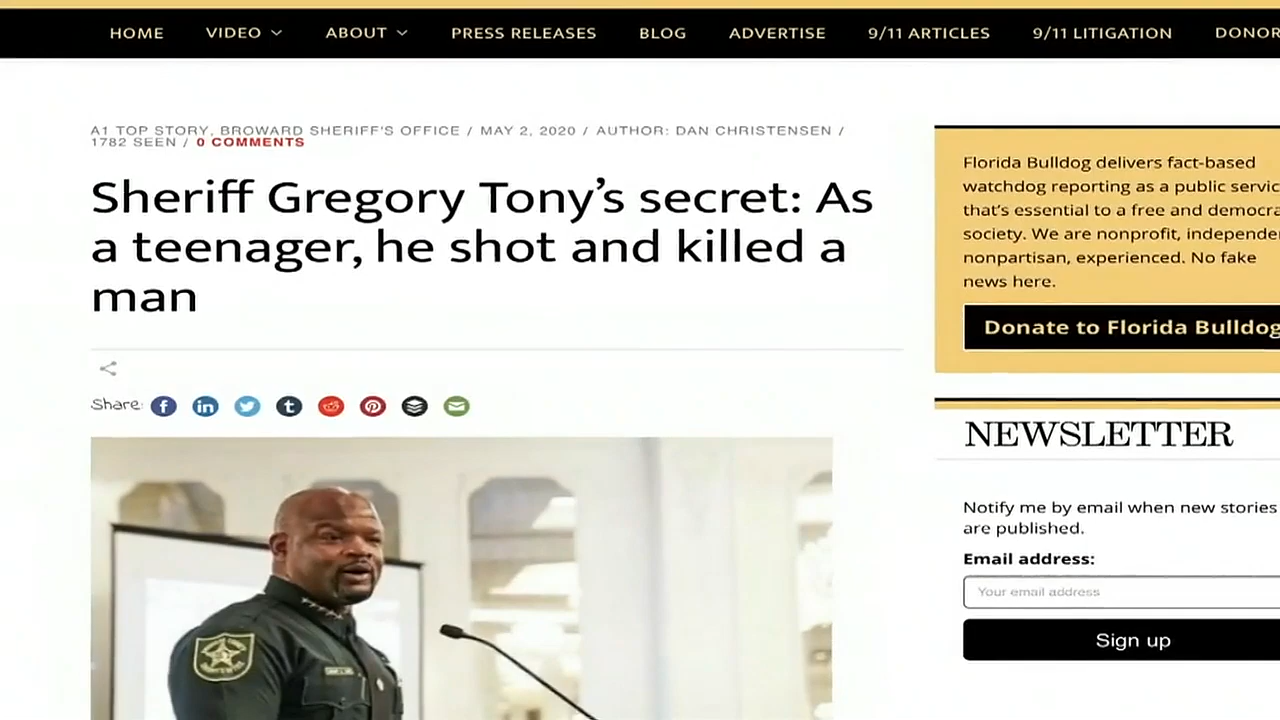 HOME VIDEO ABOUT PRESS RELEASES BLOG ADVERTISE 9/11 ARTICLES 9/11 LITIGATION DONOR
A1 TOP STORY, BROWARD SHERIFF'S OFFICE / MAY 2, 2020 / AUTHOR: DAN CHRISTENSEN /
1782 SEEN / 0 COMMENTS
Sheriff Gregory Tony's secret: As
a teenager, he shot and killed a
man
Share:
Florida Bulldog delivers fact-based
watchdog reporting as a public servic
that's essential to a free and democra
society. We are nonprofit, independe
nonpartisan, experienced. No fake
news here.
Donate to Florida Bulldog
NEWSLETTER
Notify me by email when new stories
are published.
Email address:
Your email address
Sign up